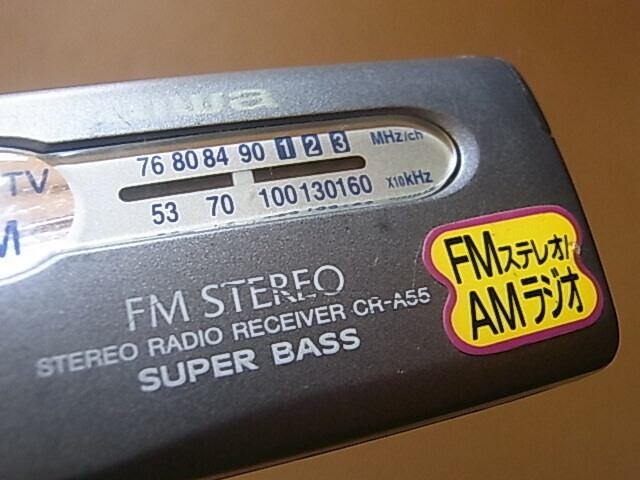 aiwa
76 80 84 90 1 2 3 MHz/ch
TV
53 70 100 130 160 X10kHz
FM STEREO
STEREO RADIO RECEIVER CR-A55
SUPER BASS
FMステレオ/
AMラジオ